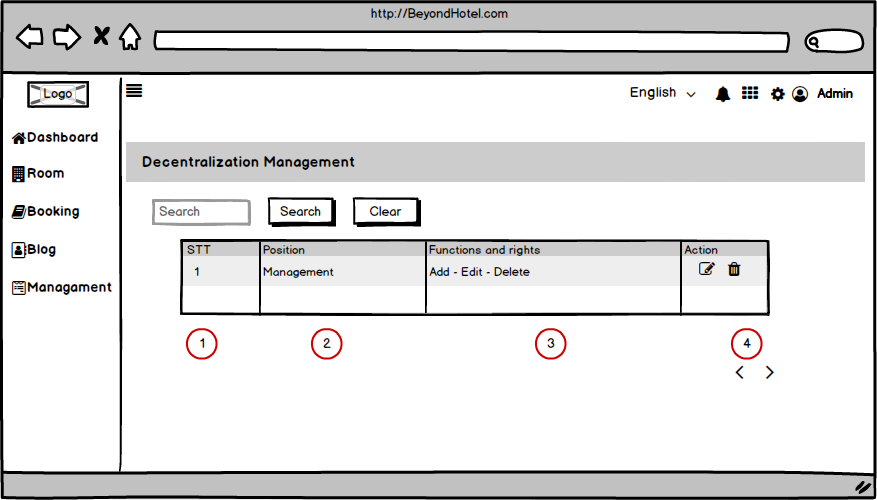 http://BeyondHotel.com
Logo
English
Admin
Dashboard
Room
Booking
Blog
Managament
Decentralization Management
Search
Search
Clear
STT Position Functions and rights Action
1 Management Add - Edit - Delete
1 2 3 4